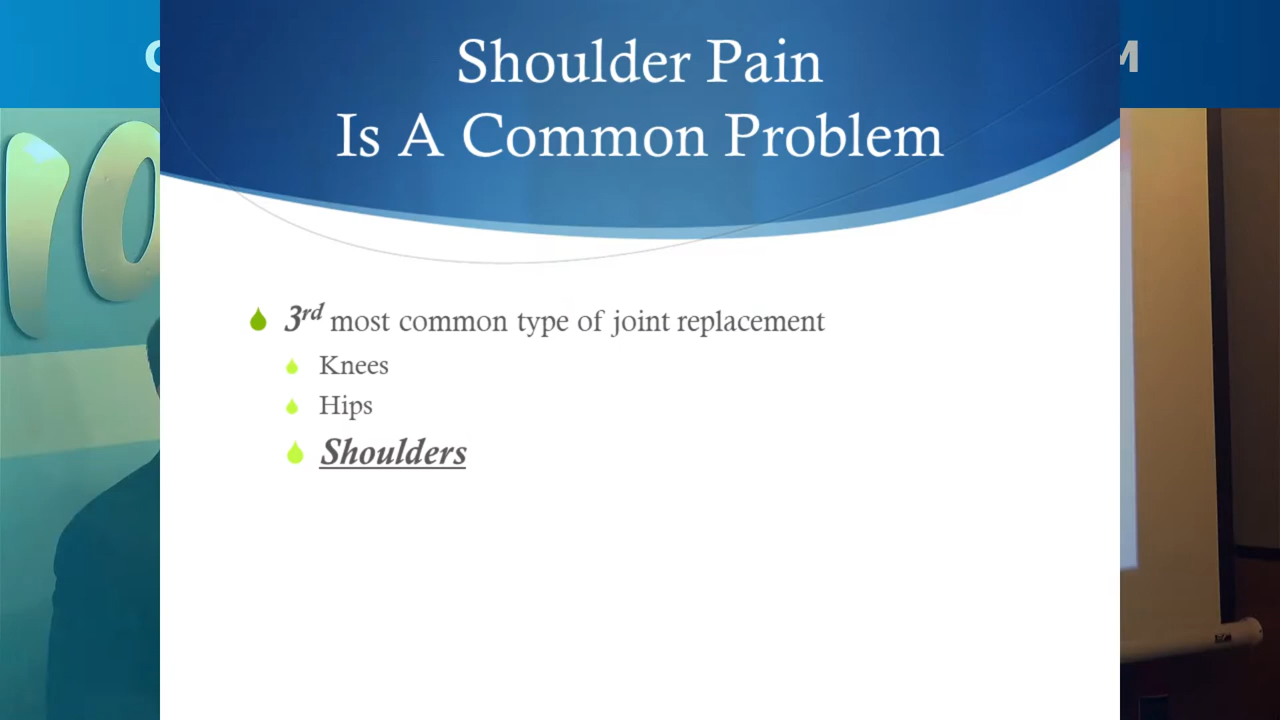 Shoulder Pain
Is A Common Problem
3rd most common type of joint replacement
Knees
Hips
Shoulders